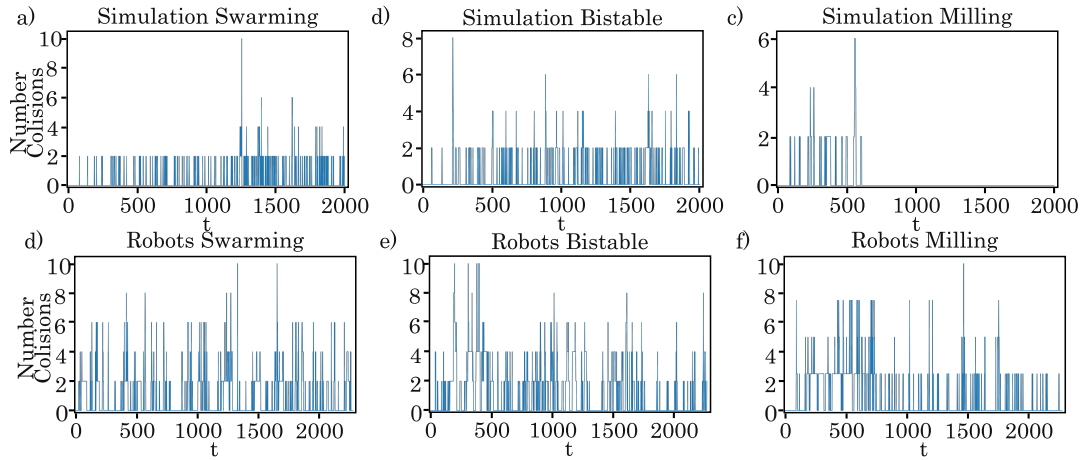 a) Simulation Swarming
d) Simulation Bistable
c) Simulation Milling
Number
Colisions
10
8
6
4
2
0
0 500 1000 1500 2000
t
8
6
4
2
0
0 500 1000 1500 2000
t
6
4
2
0
0 500 1000 1500 2000
t
d) Robots Swarming
e) Robots Bistable
f) Robots Milling
Number
Colisions
10
8
6
4
2
0
0 500 1000 1500 2000
t
10
8
6
4
2
0
0 500 1000 1500 2000
t
10
8
6
4
2
0
0 500 1000 1500 2000
t